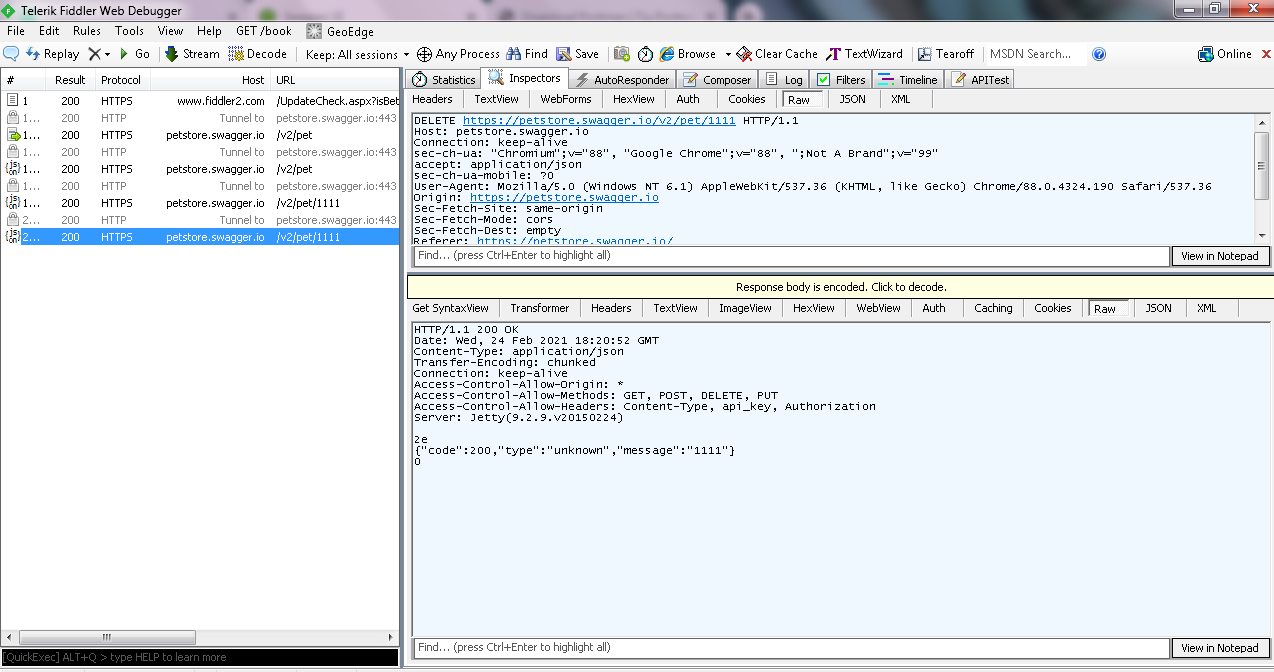 Telerik Fiddler Web Debugger
File Edit Rules Tools View Help GET /book GeoEdge
Replay Go Stream Decode Keep: All sessions Any Process Find Save Browse Clear Cache TextWizard Tearoff MSDN Search... Online
# Result Protocol Host URL
1 200 HTTPS www.fiddler2.com /UpdateCheck.aspx?isBet
1... 200 HTTP Tunnel to petstore.swagger.io:443
1... 200 HTTPS petstore.swagger.io /v2/pet
1... 200 HTTP Tunnel to petstore.swagger.io:443
1... 200 HTTPS petstore.swagger.io /v2/pet
1... 200 HTTP Tunnel to petstore.swagger.io:443
1... 200 HTTPS petstore.swagger.io /v2/pet/1111
2... 200 HTTP Tunnel to petstore.swagger.io:443
2... 200 HTTPS petstore.swagger.io /v2/pet/1111
[QuickExec] ALT+Q > type HELP to learn more
Statistics Inspectors AutoResponder Composer Log Filters Timeline APITest
Headers TextView WebForms HexView Auth Cookies Raw JSON XML
DELETE https://petstore.swagger.io/v2/pet/1111 HTTP/1.1
Host: petstore.swagger.io
Connection: keep-alive
sec-ch-ua: "Chromium";v="88", "Google Chrome";v="88", ";Not A Brand";v="99"
accept: application/json
sec-ch-ua-mobile: ?0
User-Agent: Mozilla/5.0 (Windows NT 6.1) AppleWebKit/537.36 (KHTML, like Gecko) Chrome/88.0.4324.190 Safari/537.36
Origin: https://petstore.swagger.io
Sec-Fetch-Site: same-origin
Sec-Fetch-Mode: cors
Sec-Fetch-Dest: empty
Referer: https://petstore.swagger.io/
Find... (press Ctrl+Enter to highlight all) View in Notepad
Response body is encoded. Click to decode.
Get SyntaxView Transformer Headers TextView ImageView HexView WebView Auth Caching Cookies Raw JSON XML
HTTP/1.1 200 OK
Date: Wed, 24 Feb 2021 18:20:52 GMT
Content-Type: application/json
Transfer-Encoding: chunked
Connection: keep-alive
Access-Control-Allow-Origin: *
Access-Control-Allow-Methods: GET, POST, DELETE, PUT
Access-Control-Allow-Headers: Content-Type, api_key, Authorization
Server: Jetty(9.2.9.v20150224)
2e
{"code":200,"type":"unknown","message":"1111"}
0
Find... (press Ctrl+Enter to highlight all) View in Notepad